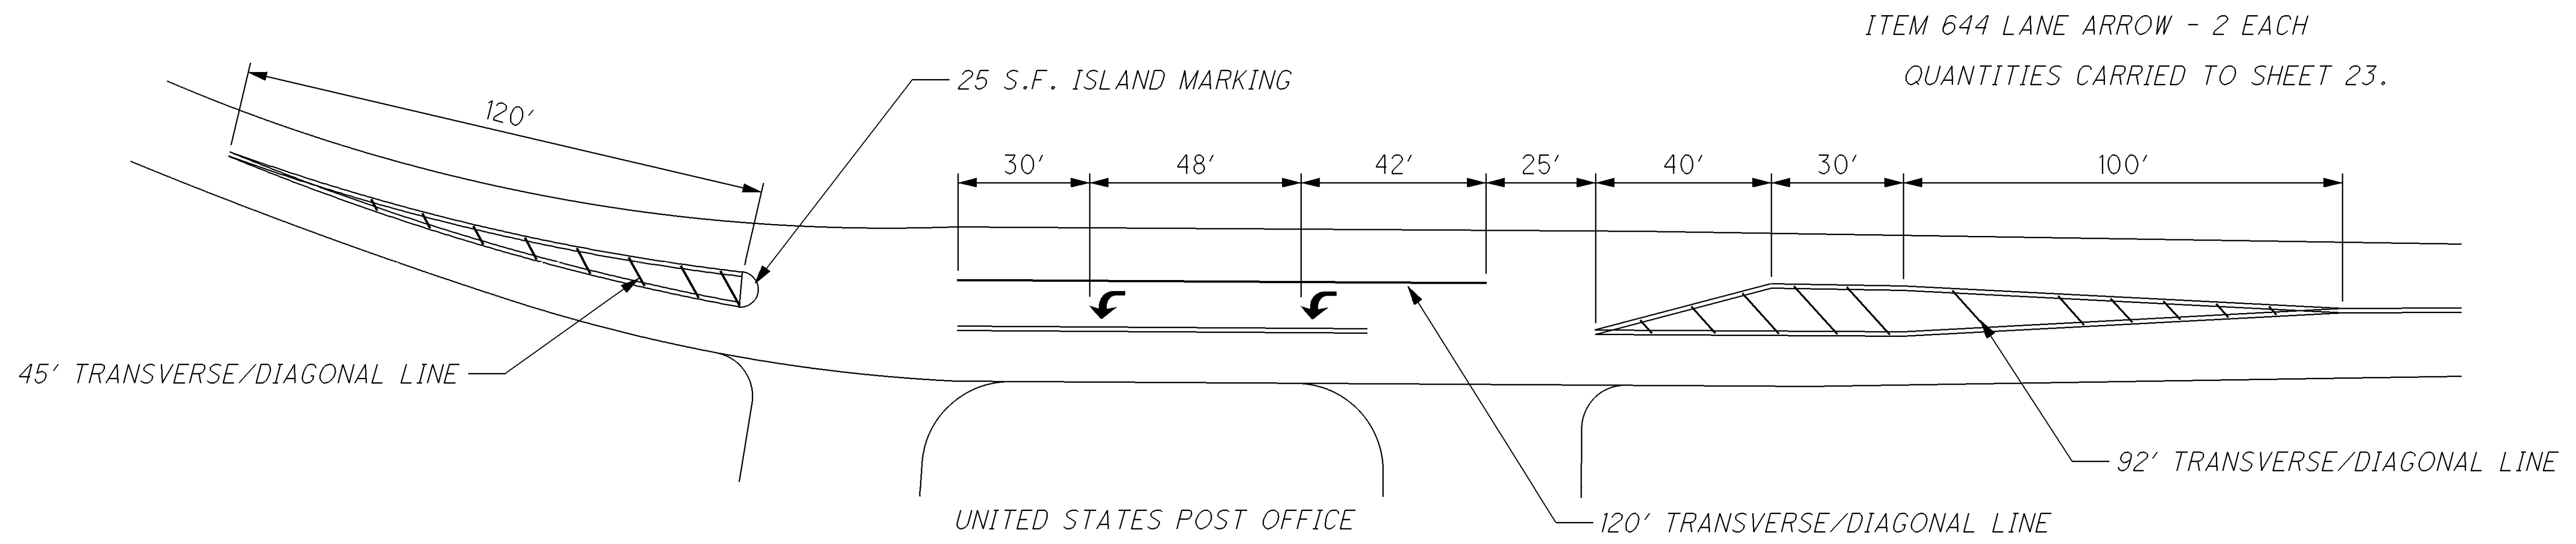 ITEM 644 LANE ARROW - 2 EACH
QUANTITIES CARRIED TO SHEET 23.
25 S.F. ISLAND MARKING
120'
30' 48' 42' 25' 40' 30' 100'
45' TRANSVERSE/DIAGONAL LINE
92' TRANSVERSE/DIAGONAL LINE
UNITED STATES POST OFFICE
120' TRANSVERSE/DIAGONAL LINE